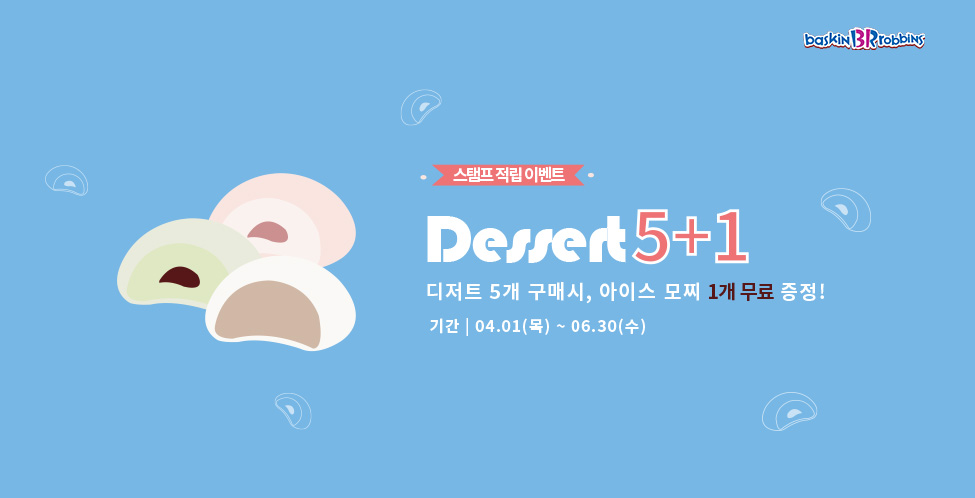 baskin BR robbins
스탬프 적립 이벤트
Dessert 5+1
디저트 5개 구매시, 아이스 모찌 1개 무료 증정!
기간 | 04.01(목) ~ 06.30(수)